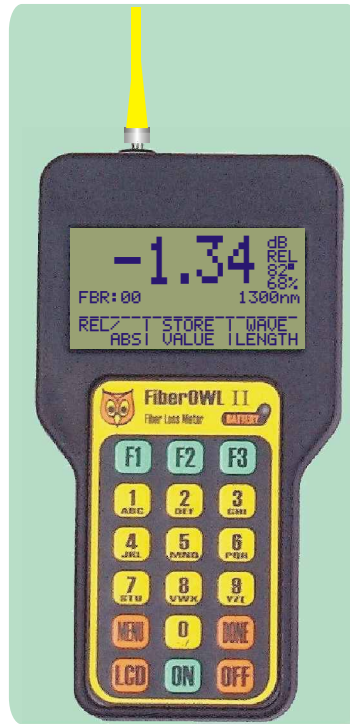 -1.34 dB
REL
82°
68%
FBR:00 1300nm
REL/ STORE WAVE
ABS VALUE LENGTH
FiberOWL II
Fiber Loss Meter BATTERY
F1 F2 F3
1 2 3
ABC DEF GHI
4 5 6
JKL MNO PQR
7 8 9
STU VWX YZ
MENU 0 DONE
LCD ON OFF